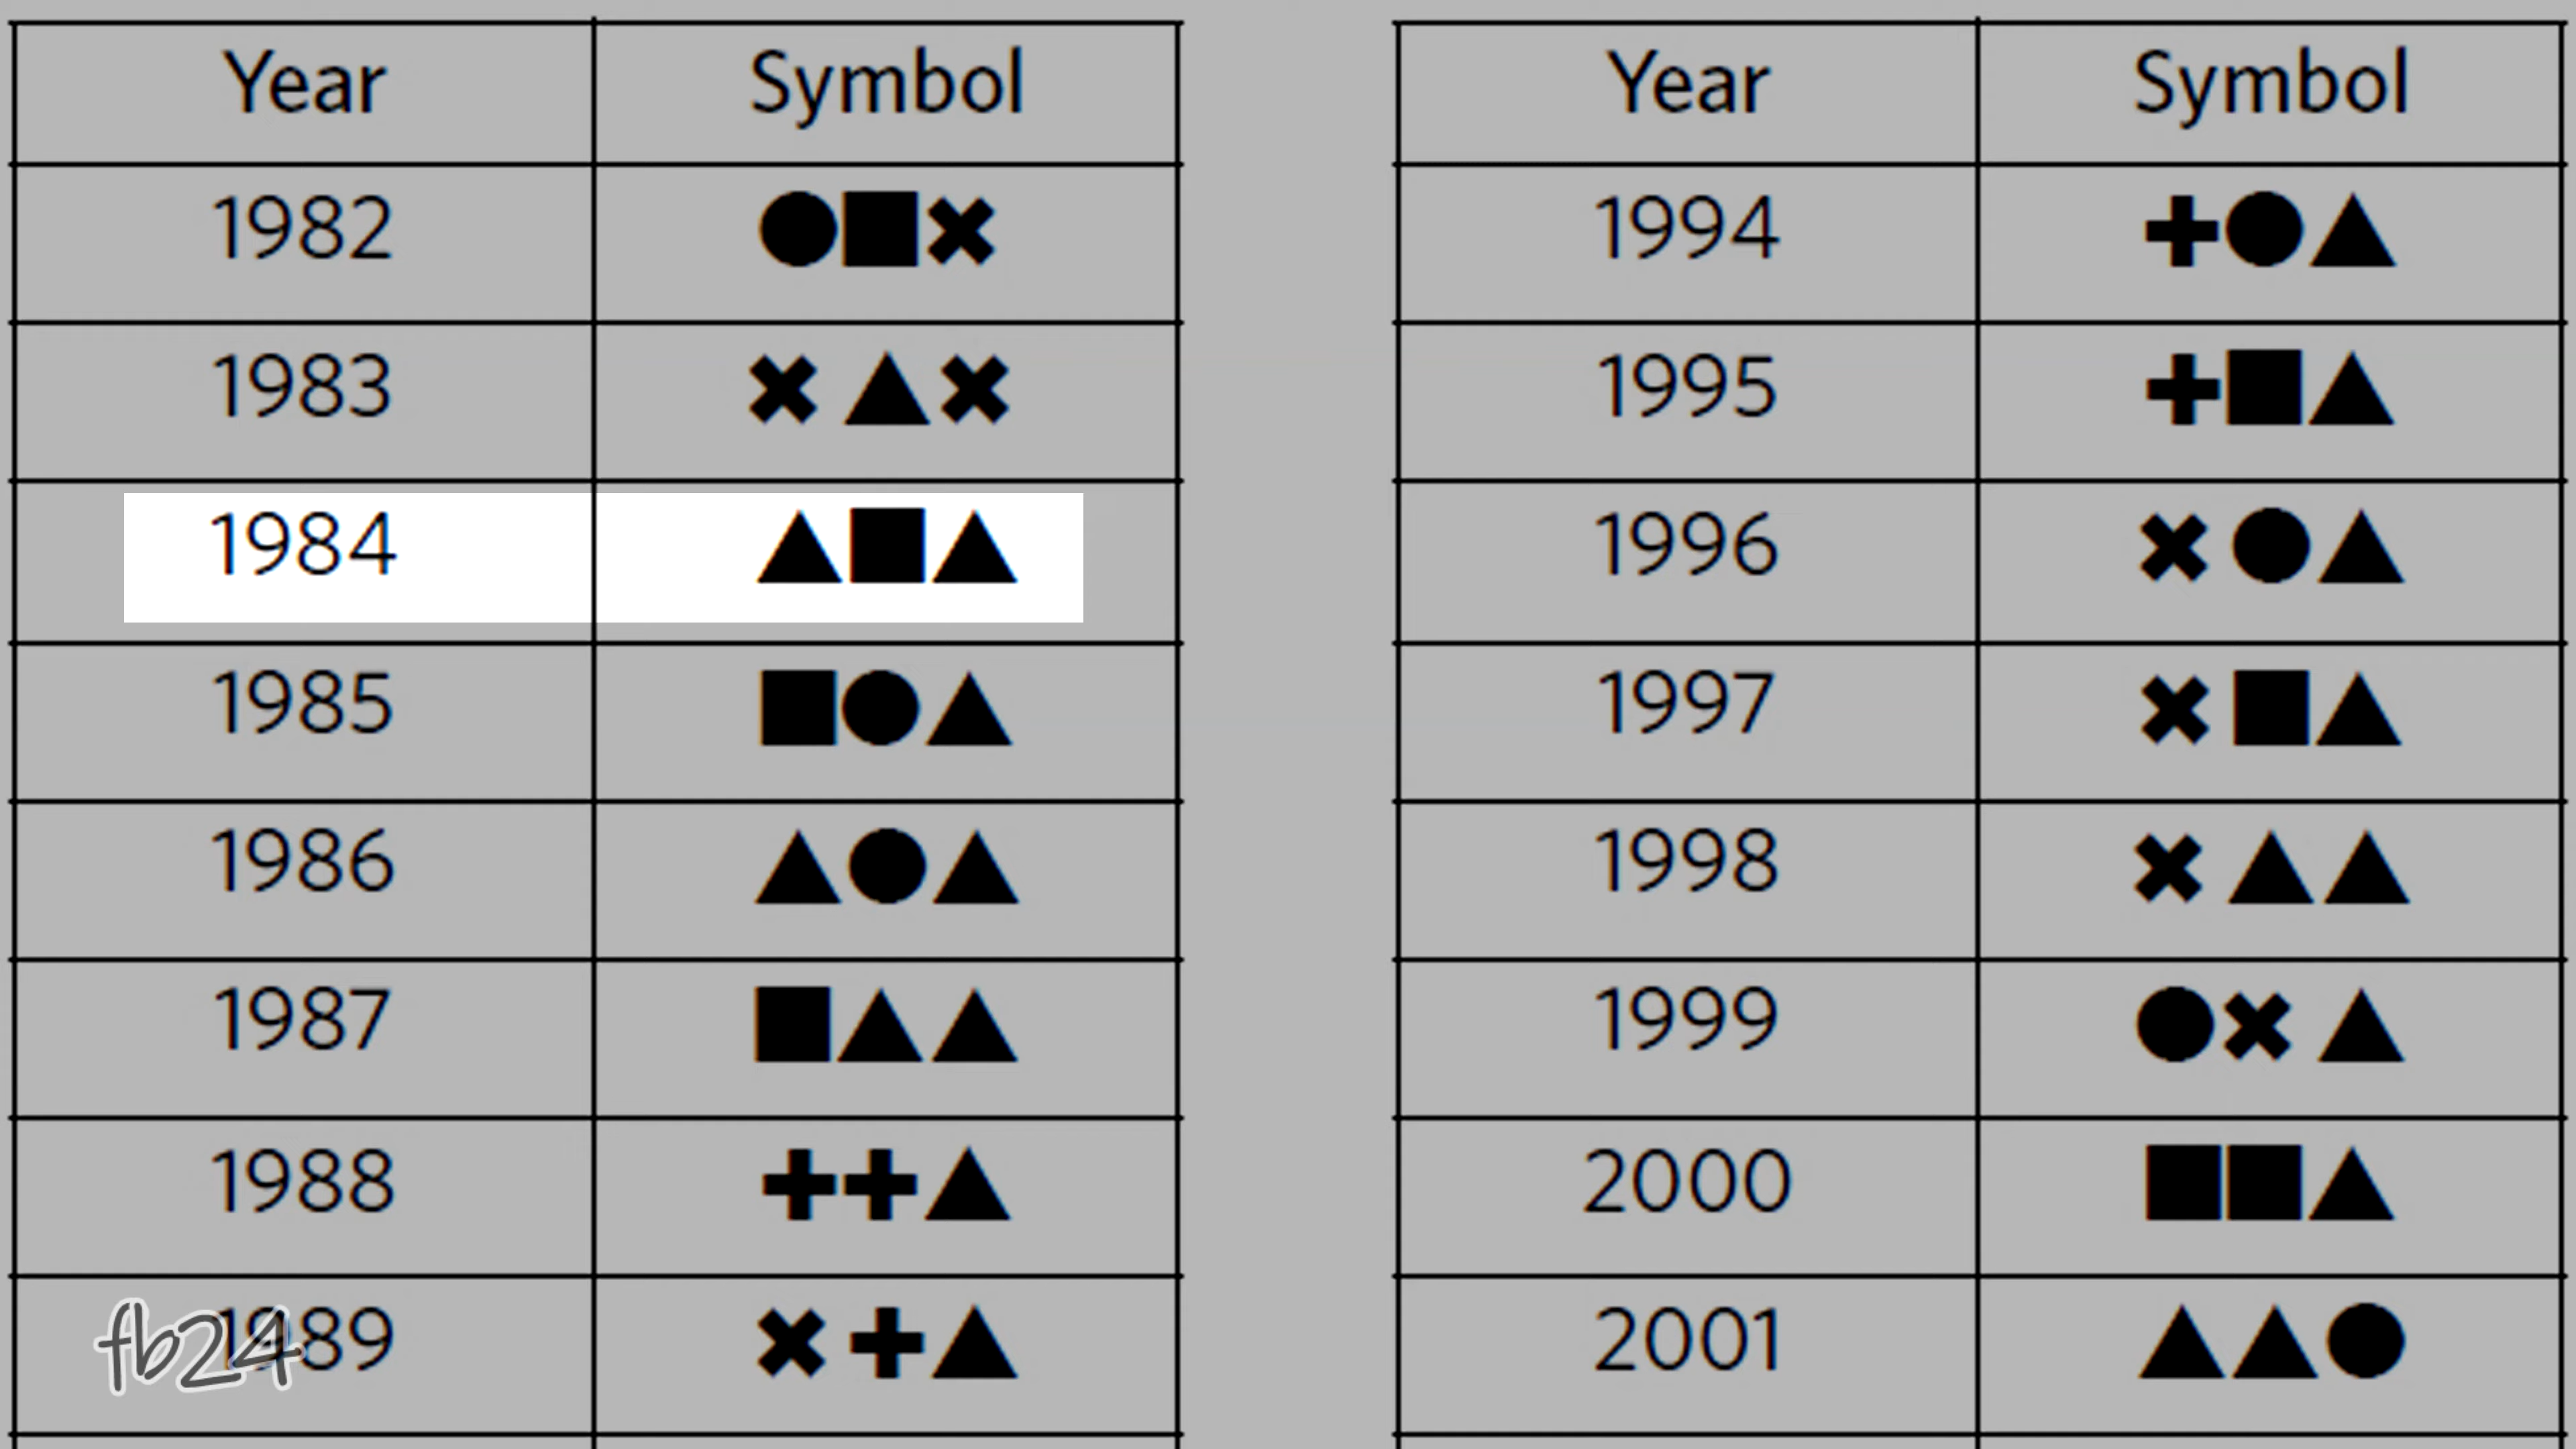 Year Symbol Year Symbol
1982 ●■✖ 1994 ✚●▲
1983 ✖▲✖ 1995 ✚■▲
1984 ▲■▲ 1996 ✖●▲
1985 ■●▲ 1997 ✖■▲
1986 ▲●▲ 1998 ✖▲▲
1987 ■▲▲ 1999 ●✖▲
1988 ✚✚▲ 2000 ■■▲
1989 ✖✚▲ 2001 ▲▲●
fb24